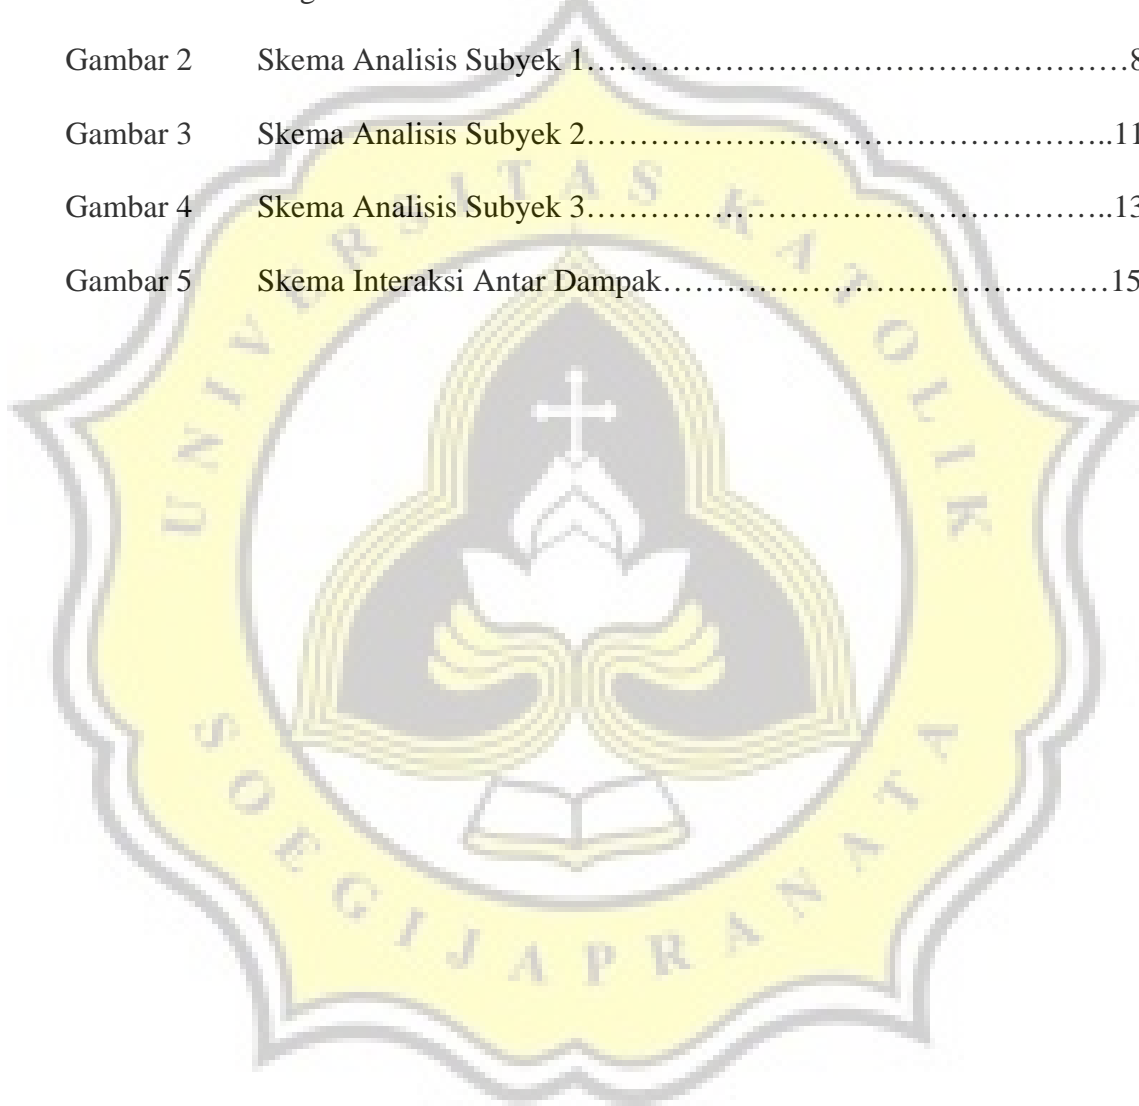 Gambar 2 Skema Analisis Subyek 1……………………………………………………8
Gambar 3 Skema Analisis Subyek 2…………………………………………………..11
Gambar 4 Skema Analisis Subyek 3…………………………………………………..13
Gambar 5 Skema Interaksi Antar Dampak……………………………………………15
UNIVERSITAS KATOLIK
SOEGIJAPRANATA